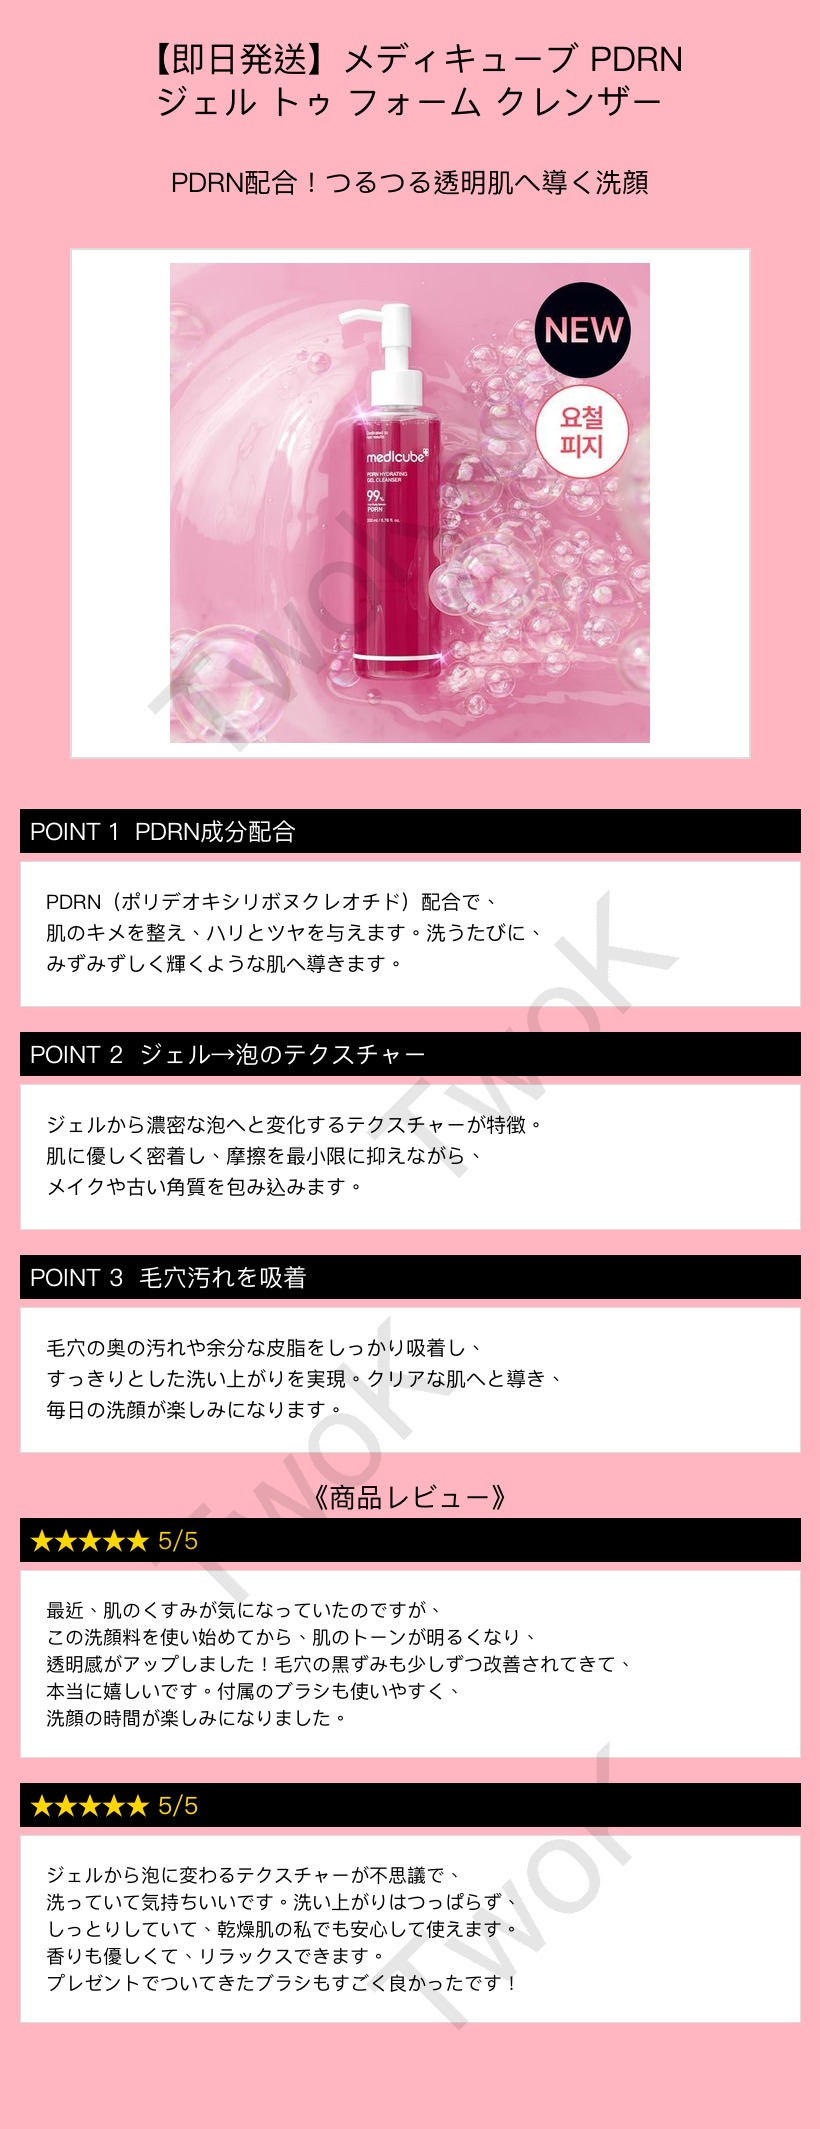 【即日発送】メディキューブ PDRN
ジェル トゥ フォーム クレンザー
PDRN配合！つるつる透明肌へ導く洗顔
NEW
요철
피지
medicube
PDRN HYDRATING
GEL CLEANSER
99%
PDRN
TwoK
POINT 1 PDRN成分配合
PDRN（ポリデオキシリボヌクレオチド）配合で、
肌のキメを整え、ハリとツヤを与えます。洗うたびに、
みずみずしく輝くような肌へ導きます。
TwoK
POINT 2 ジェル→泡のテクスチャー
ジェルから濃密な泡へと変化するテクスチャーが特徴。
肌に優しく密着し、摩擦を最小限に抑えながら、
メイクや古い角質を包み込みます。
POINT 3 毛穴汚れを吸着
毛穴の奥の汚れや余分な皮脂をしっかり吸着し、
すっきりとした洗い上がりを実現。クリアな肌へと導き、
毎日の洗顔が楽しみになります。
TwoK
《商品レビュー》
★★★★★ 5/5
最近、肌のくすみが気になっていたのですが、
この洗顔料を使い始めてから、肌のトーンが明るくなり、
透明感がアップしました！毛穴の黒ずみも少しずつ改善されてきて、
本当に嬉しいです。付属のブラシも使いやすく、
洗顔の時間が楽しみになりました。
★★★★★ 5/5
ジェルから泡に変わるテクスチャーが不思議で、
洗っていて気持ちいいです。洗い上がりはつっぱらず、
しっとりしていて、乾燥肌の私でも安心して使えます。
香りも優しくて、リラックスできます。
プレゼントでついてきたブラシもすごく良かったです！
TwoK